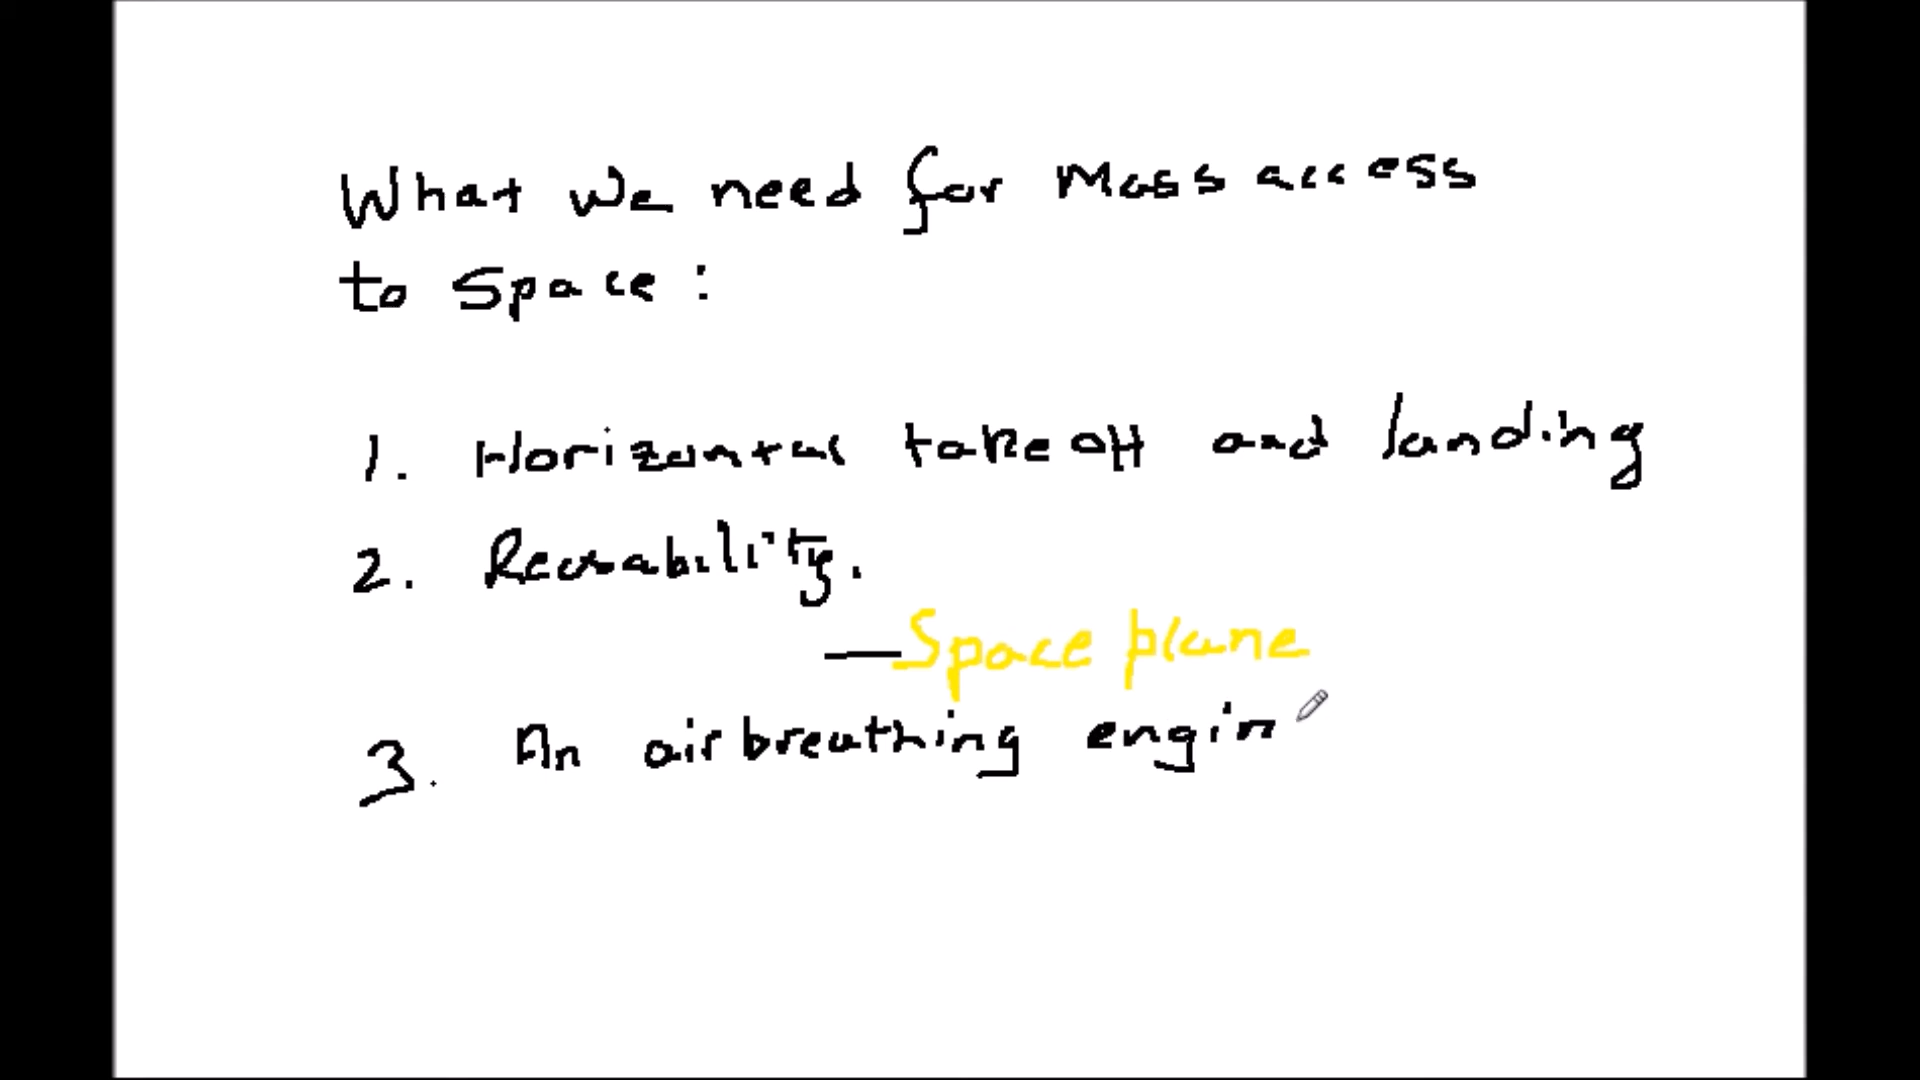 What we need for Mass access
to Space :
1. Horizontal takeoff and landing
2. Reusability.
—Space plane
3. An airbreathing engin